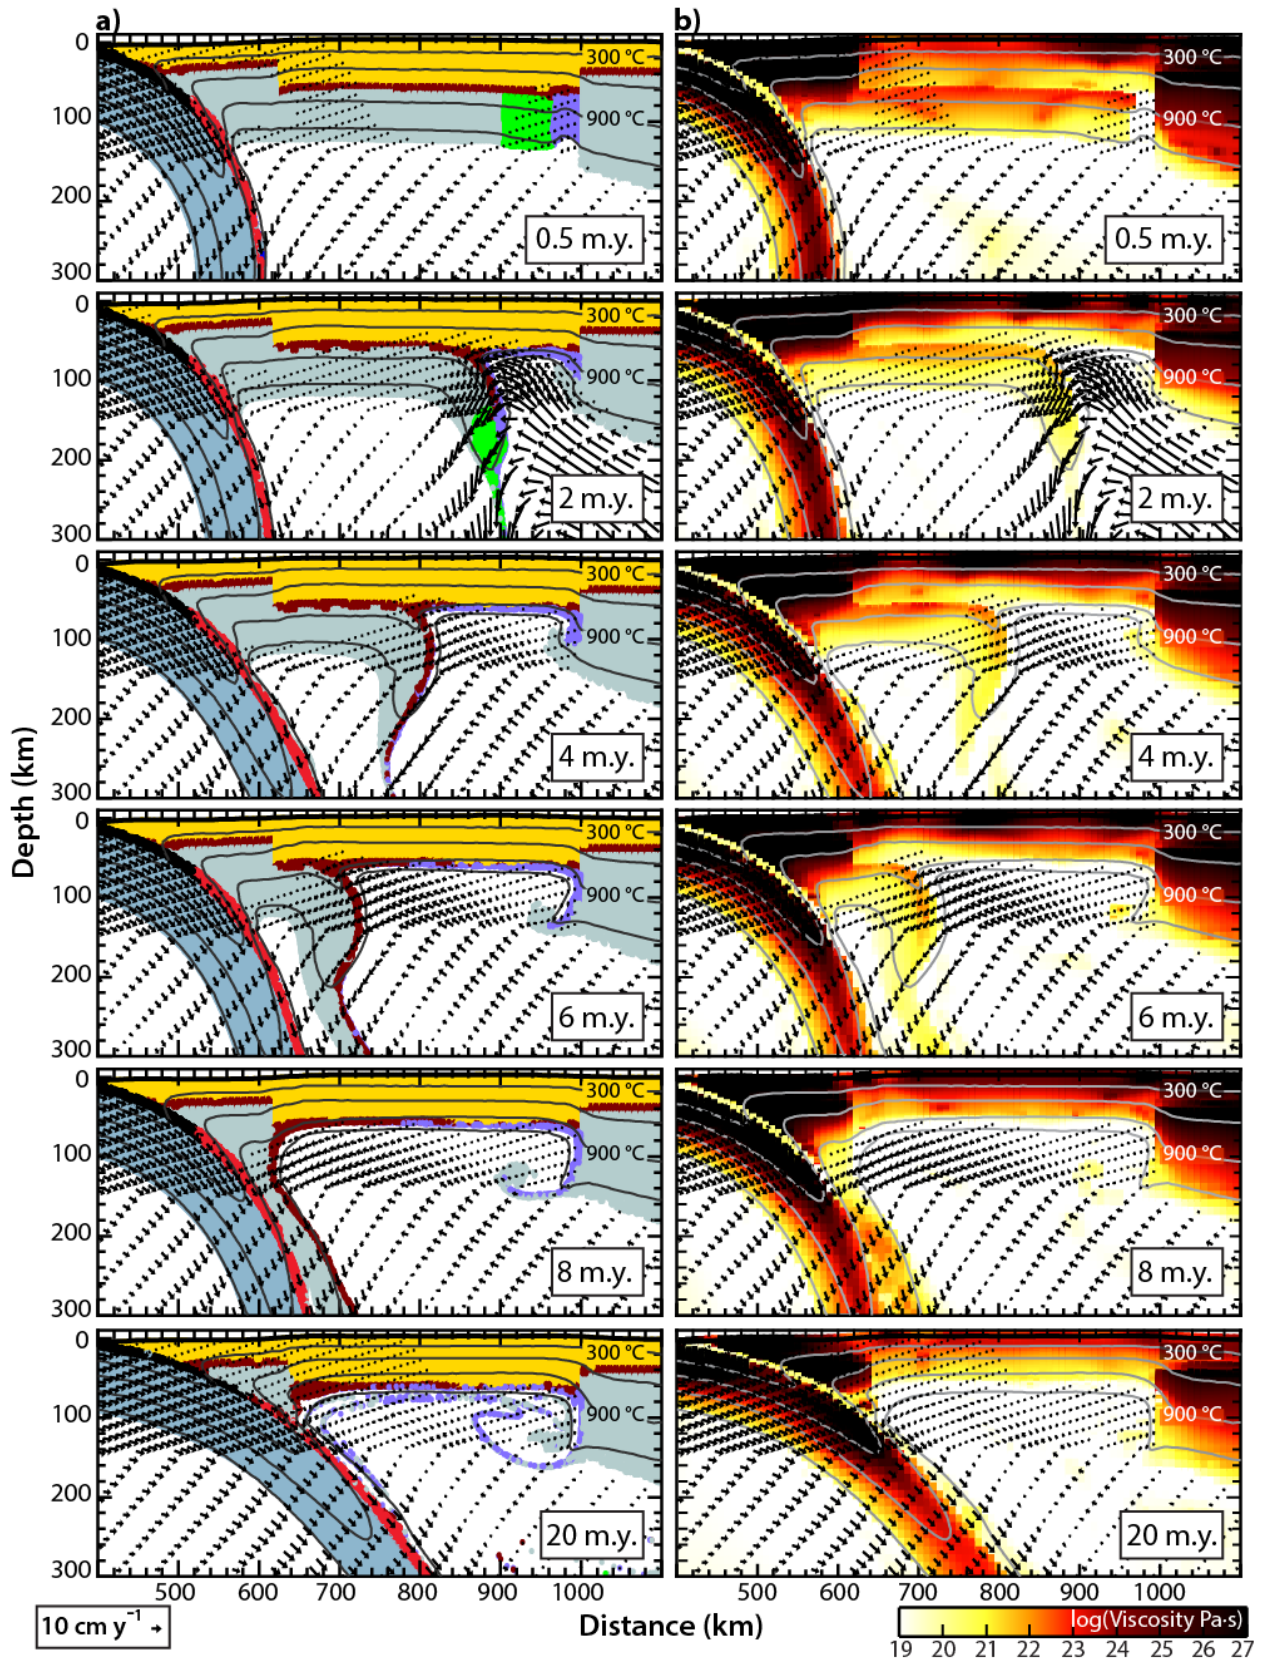 a) b)
0 300 °C 300 °C
100 900 °C 900 °C
200
0.5 m.y. 0.5 m.y.
300
0 300 °C 300 °C
100 900 °C 900 °C
200
2 m.y. 2 m.y.
300
0 300 °C 300 °C
100 900 °C 900 °C
200
4 m.y. 4 m.y.
300
Depth (km)
0 300 °C 300 °C
100 900 °C 900 °C
200
6 m.y. 6 m.y.
300
0 300 °C 300 °C
100 900 °C 900 °C
200
8 m.y. 8 m.y.
300
0 300 °C 300 °C
100 900 °C 900 °C
200
20 m.y. 20 m.y.
300
500 600 700 800 900 1000 500 600 700 800 900 1000
10 cm y⁻¹ Distance (km) log(Viscosity Pa·s)
19 20 21 22 23 24 25 26 27